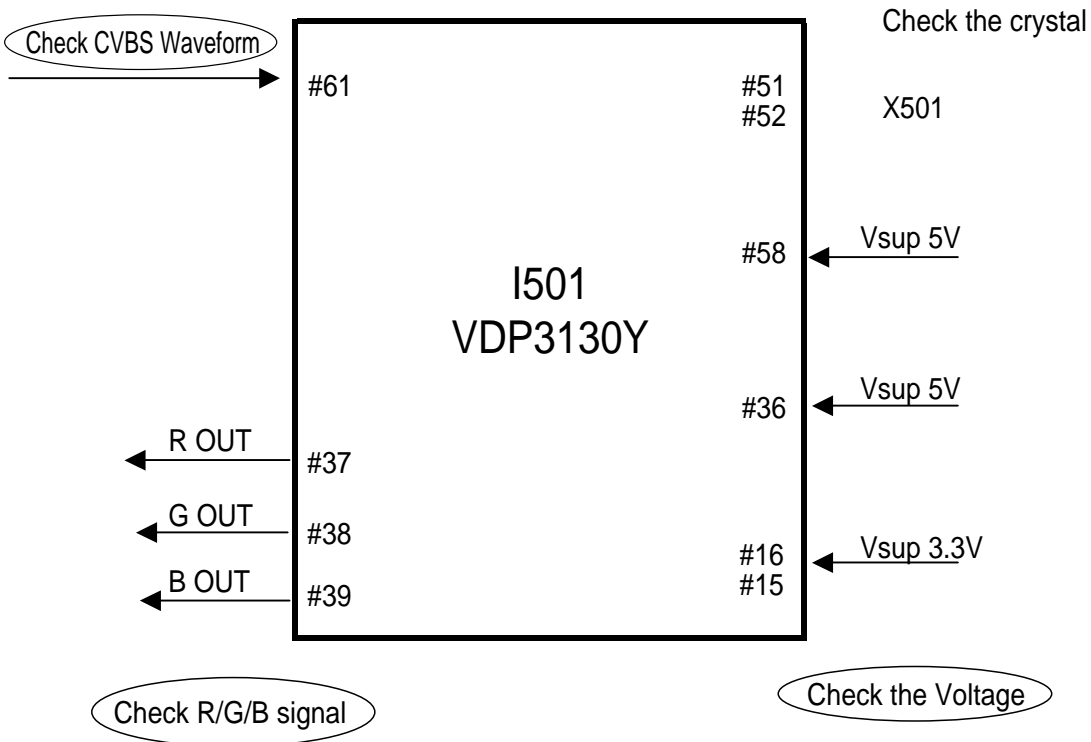 Check the crystal
Check CVBS Waveform
#61
#51
#52
X501
#58
Vsup 5V
I501
VDP3130Y
#36
Vsup 5V
R OUT
#37
G OUT
#38
B OUT
#39
#16
#15
Vsup 3.3V
Check R/G/B signal
Check the Voltage